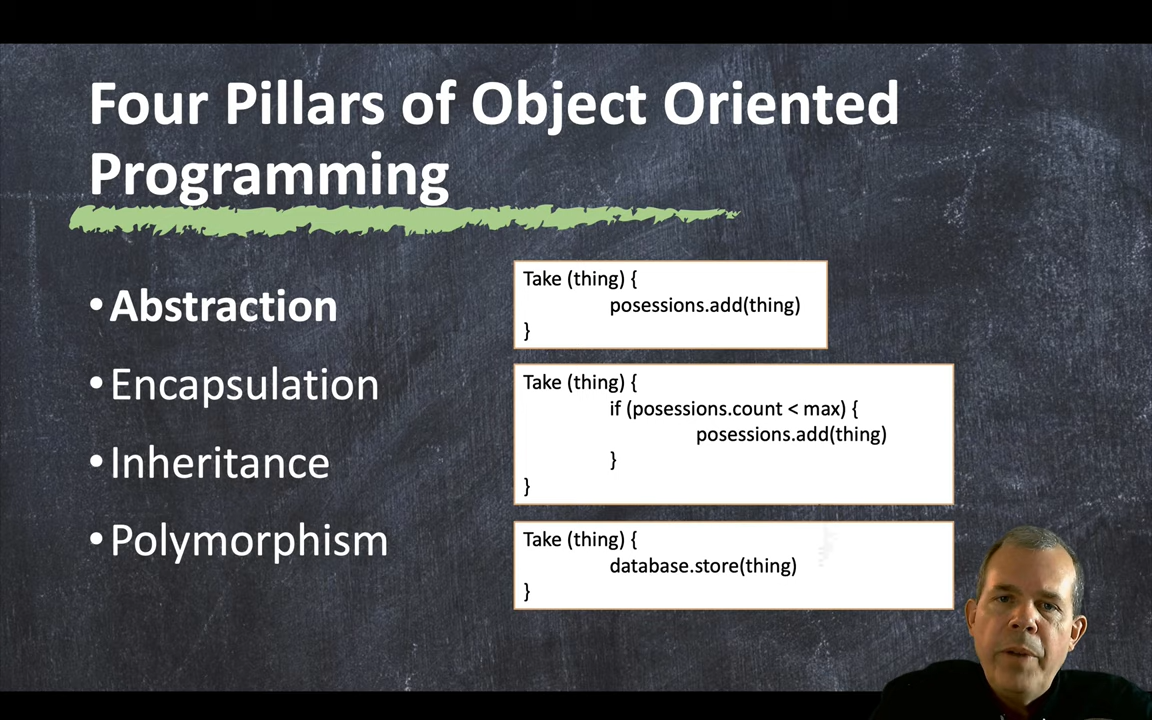 Four Pillars of Object Oriented
Programming
•Abstraction
•Encapsulation
•Inheritance
•Polymorphism
Take (thing) {
posessions.add(thing)
}
Take (thing) {
if (posessions.count < max) {
posessions.add(thing)
}
}
Take (thing) {
database.store(thing)
}